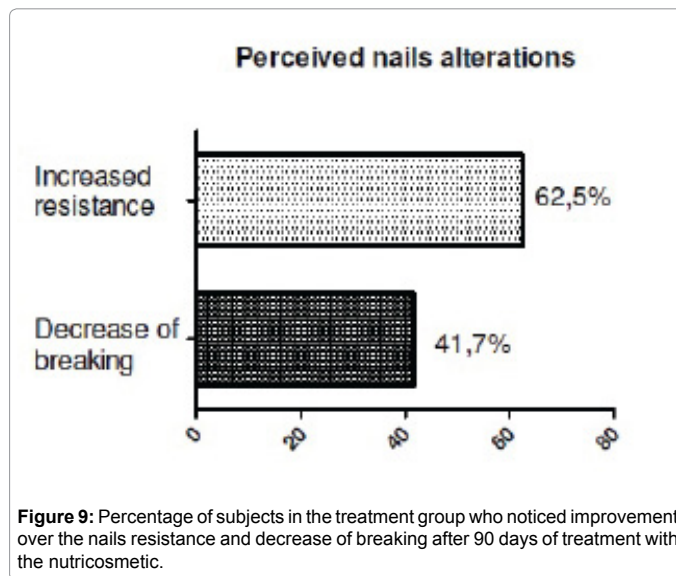 Perceived nails alterations
Increased
resistance
62,5%
Decrease of
breaking
41,7%
0
20
40
60
80
Figure 9: Percentage of subjects in the treatment group who noticed improvement
over the nails resistance and decrease of breaking after 90 days of treatment with
the nutricosmetic.